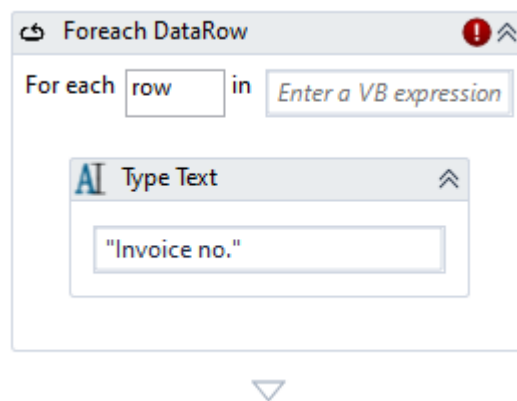 Foreach DataRow
For each row in Enter a VB expression
Type Text
"Invoice no."